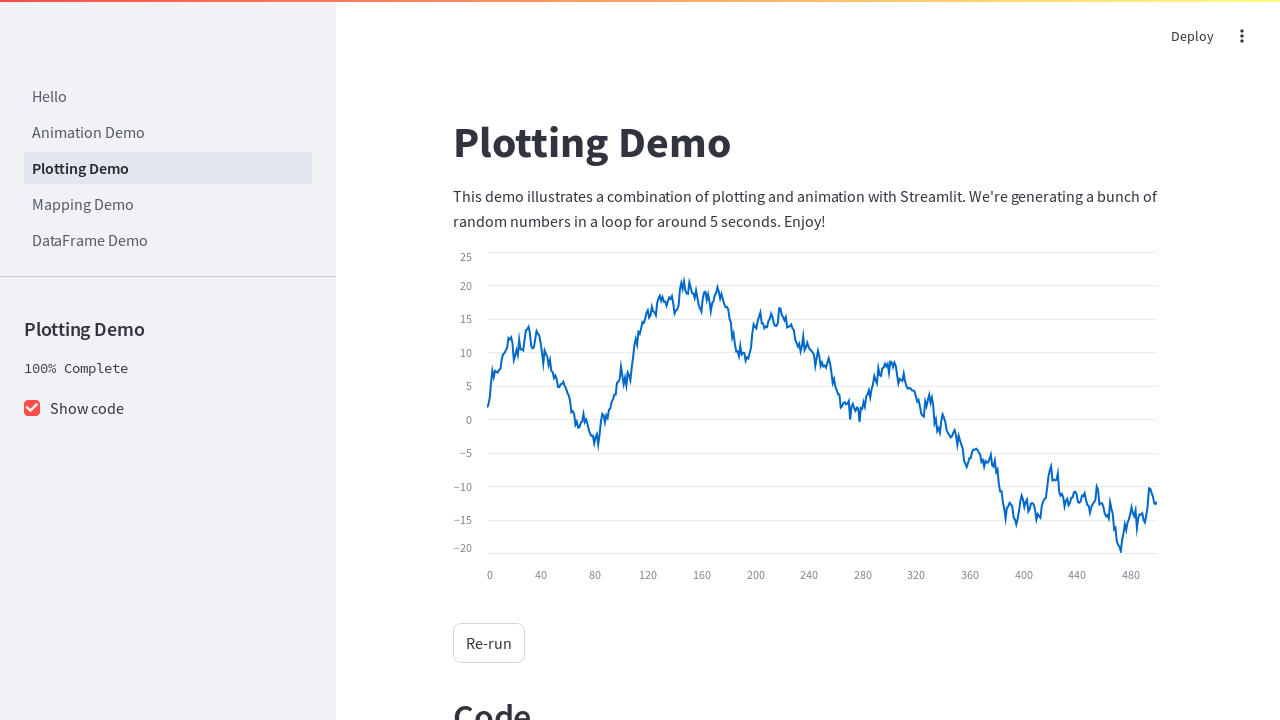 Deploy
Hello
Animation Demo
Plotting Demo
Mapping Demo
DataFrame Demo
Plotting Demo
100% Complete
Show code
Plotting Demo
This demo illustrates a combination of plotting and animation with Streamlit. We're generating a bunch of
random numbers in a loop for around 5 seconds. Enjoy!
25
20
15
10
5
0
−5
−10
−15
−20
0 40 80 120 160 200 240 280 320 360 400 440 480
Re-run
Code